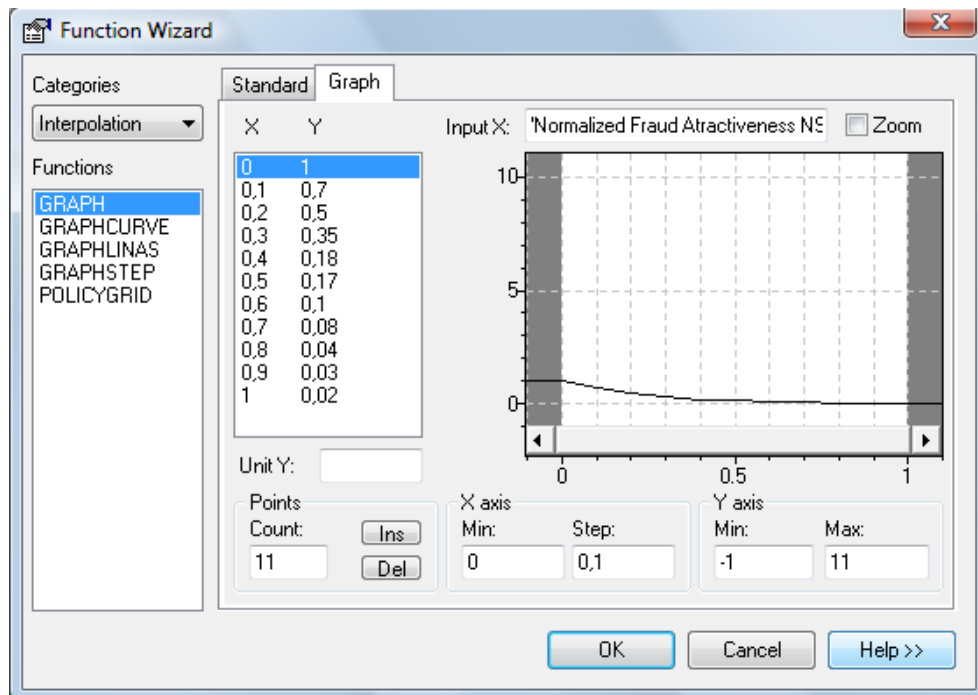 Function Wizard
Categories
Interpolation
Functions
GRAPH
GRAPHCURVE
GRAPHLINAS
GRAPHSTEP
POLICYGRID
Standard Graph
X Y
0 1
0,1 0,7
0,2 0,5
0,3 0,35
0,4 0,18
0,5 0,17
0,6 0,1
0,7 0,08
0,8 0,04
0,9 0,03
1 0,02
Input X: 'Normalized Fraud Atractiveness NS Zoom
10
5
0
0 0.5 1
Unit Y:
Points
Count:
11
Ins
Del
X axis
Min: Step:
0 0,1
Y axis
Min: Max:
-1 11
OK Cancel Help >>